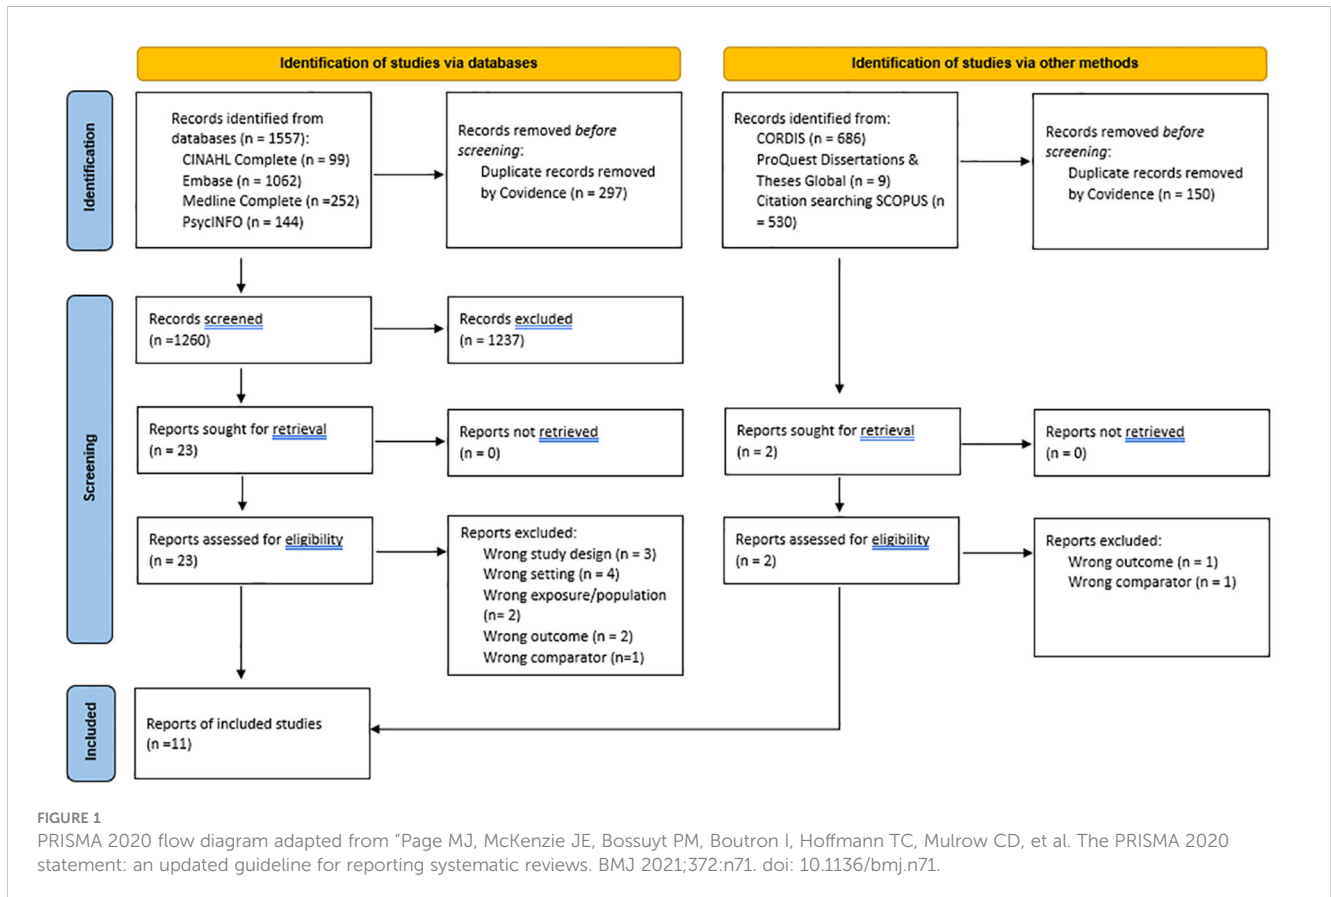 Identification of studies via databases
Identification of studies via other methods
Identification
Records identified from
databases (n = 1557):
CINAHL Complete (n = 99)
Embase (n = 1062)
Medline Complete (n =252)
PsycINFO (n = 144)
Records removed before
screening:
Duplicate records removed
by Covidence (n = 297)
Records identified from:
CORDIS (n = 686)
ProQuest Dissertations &
Theses Global (n = 9)
Citation searching SCOPUS (n
= 530)
Records removed before
screening:
Duplicate records removed
by Covidence (n = 150)
Screening
Records screened
(n =1260)
Records excluded
(n = 1237)
Reports sought for retrieval
(n = 23)
Reports not retrieved
(n = 0)
Reports sought for retrieval
(n = 2)
Reports not retrieved
(n = 0)
Reports assessed for eligibility
(n = 23)
Reports excluded:
Wrong study design (n = 3)
Wrong setting (n = 4)
Wrong exposure/population
(n= 2)
Wrong outcome (n = 2)
Wrong comparator (n=1)
Reports assessed for eligibility
(n = 2)
Reports excluded:
Wrong outcome (n = 1)
Wrong comparator (n = 1)
Included
Reports of included studies
(n =11)
FIGURE 1
PRISMA 2020 flow diagram adapted from “Page MJ, McKenzie JE, Bossuyt PM, Boutron I, Hoffmann TC, Mulrow CD, et al. The PRISMA 2020
statement: an updated guideline for reporting systematic reviews. BMJ 2021;372:n71. doi: 10.1136/bmj.n71.